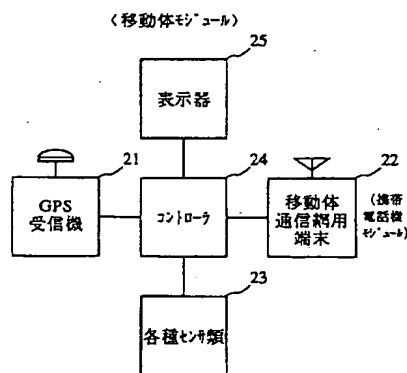 〈移動体モジュール〉
25
表示器
21
GPS
受信機
24
コントローラ
22
移動体
通信網用
端末
(携帯
電話機
モジュール)
23
各種センサ類